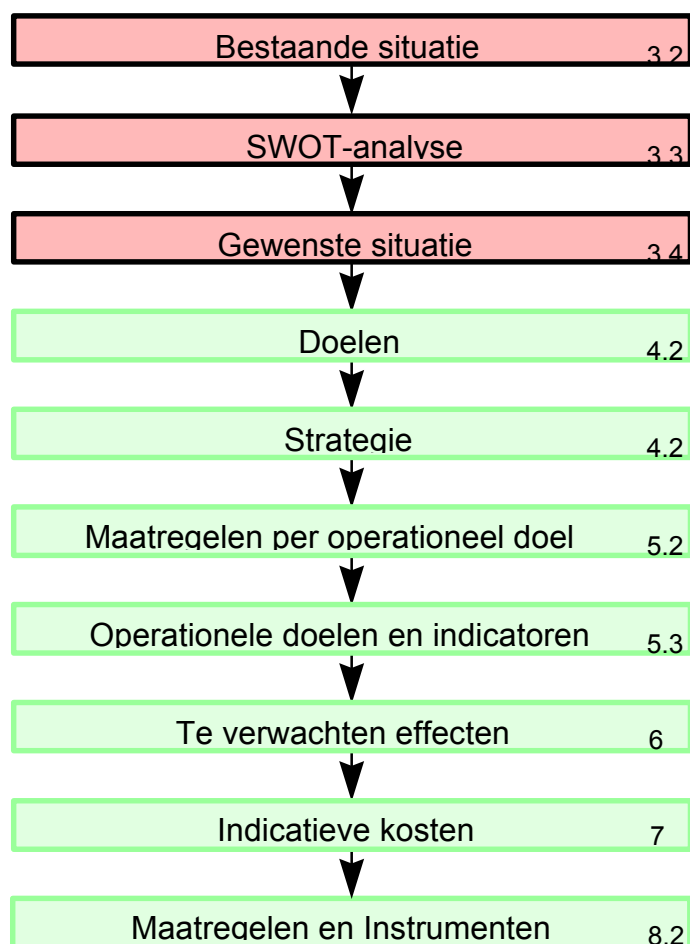 Bestaande situatie 3.2
SWOT-analyse 3.3
Gewenste situatie 3.4
Doelen 4.2
Strategie 4.2
Maatregelen per operationeel doel 5.2
Operationele doelen en indicatoren 5.3
Te verwachten effecten 6
Indicatieve kosten 7
Maatregelen en Instrumenten 8.2